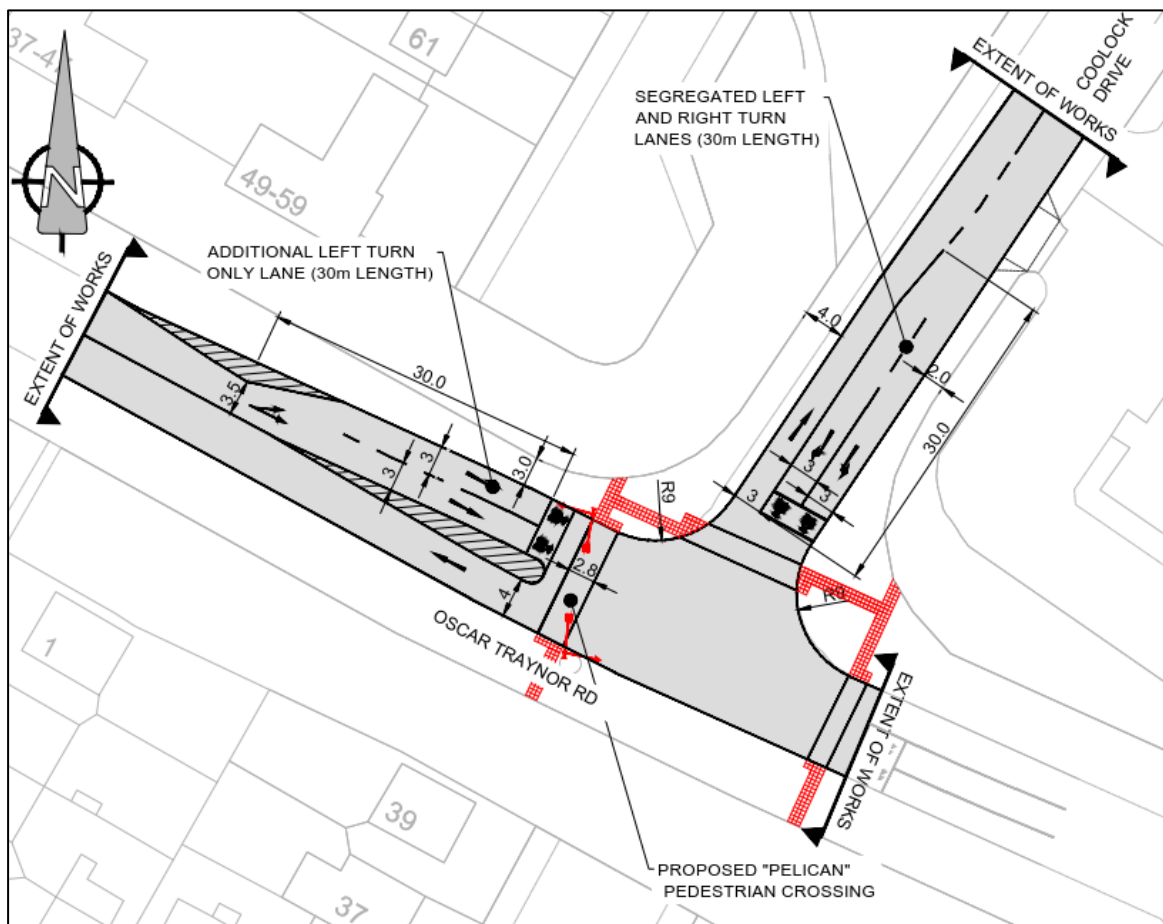 37-47
61
49-59
N
SEGREGATED LEFT
AND RIGHT TURN
LANES (30m LENGTH)
COOLOCK
DRIVE
EXTENT OF WORKS
ADDITIONAL LEFT TURN
ONLY LANE (30m LENGTH)
EXTENT OF WORKS
30.0
3.5
3
3
3.0
R9
4.0
2.0
30.0
3
3
3
2.8
4
R9
OSCAR TRAYNOR RD
EXTENT OF WORKS
1
39
37
PROPOSED "PELICAN"
PEDESTRIAN CROSSING